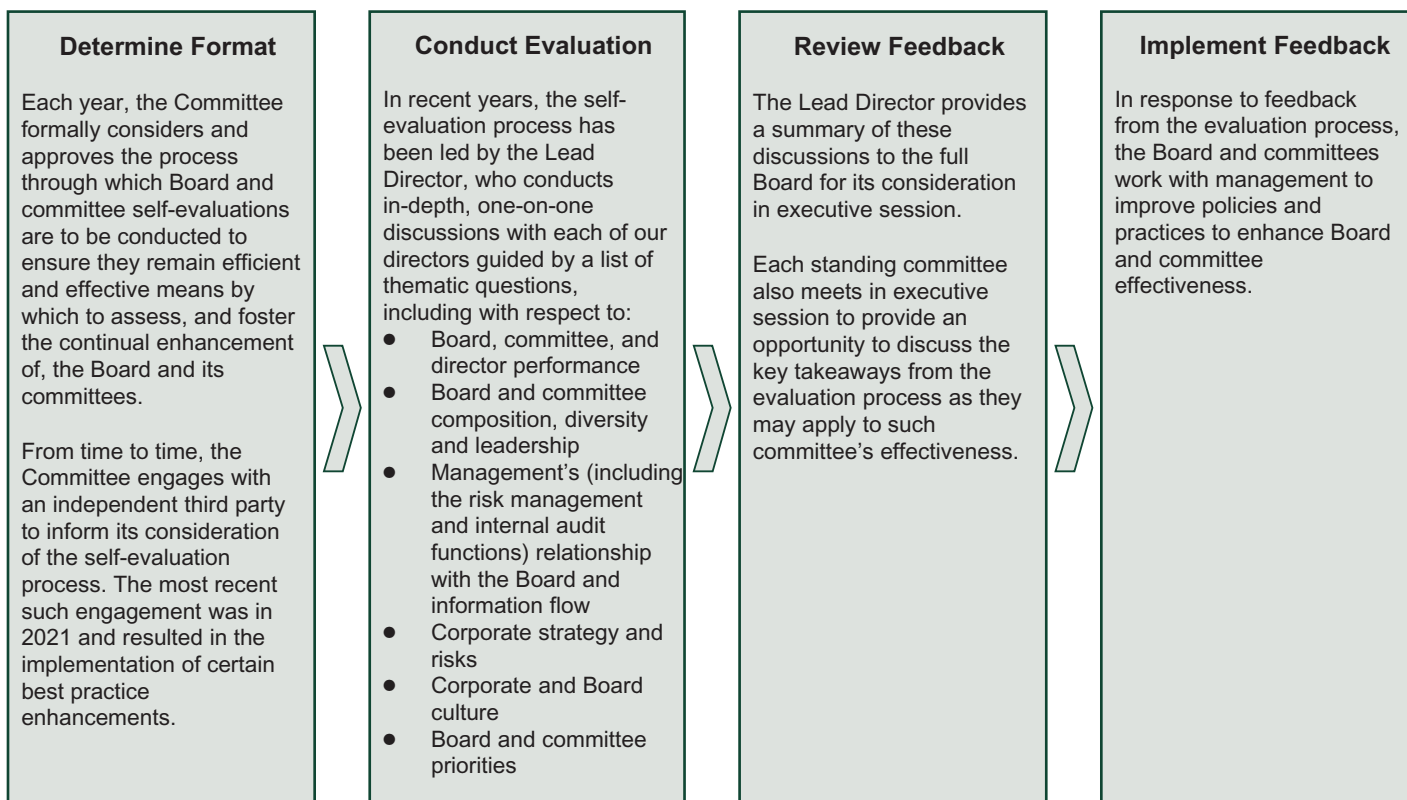 Determine Format
Each year, the Committee
formally considers and
approves the process
through which Board and
committee self-evaluations
are to be conducted to
ensure they remain efficient
and effective means by
which to assess, and foster
the continual enhancement
of, the Board and its
committees.
From time to time, the
Committee engages with
an independent third party
to inform its consideration
of the self-evaluation
process. The most recent
such engagement was in
2021 and resulted in the
implementation of certain
best practice
enhancements.
Conduct Evaluation
In recent years, the self-
evaluation process has
been led by the Lead
Director, who conducts
in-depth, one-on-one
discussions with each of our
directors guided by a list of
thematic questions,
including with respect to:
● Board, committee, and
director performance
● Board and committee
composition, diversity
and leadership
● Management's (including
the risk management
and internal audit
functions) relationship
with the Board and
information flow
● Corporate strategy and
risks
● Corporate and Board
culture
● Board and committee
priorities
Review Feedback
The Lead Director provides
a summary of these
discussions to the full
Board for its consideration
in executive session.
Each standing committee
also meets in executive
session to provide an
opportunity to discuss the
key takeaways from the
evaluation process as they
may apply to such
committee's effectiveness.
Implement Feedback
In response to feedback
from the evaluation process,
the Board and committees
work with management to
improve policies and
practices to enhance Board
and committee
effectiveness.